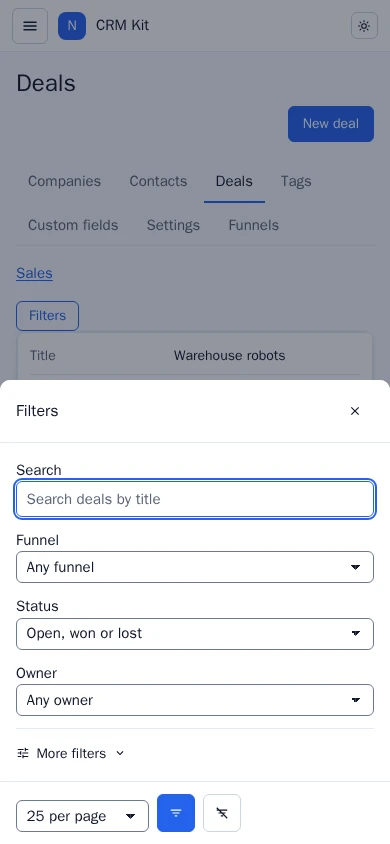 N CRM Kit
Deals
New deal
Companies Contacts Deals Tags
Custom fields Settings Funnels
Sales
Filters
Title Warehouse robots
Filters
Search
Search deals by title
Funnel
Any funnel
Status
Open, won or lost
Owner
Any owner
More filters
25 per page